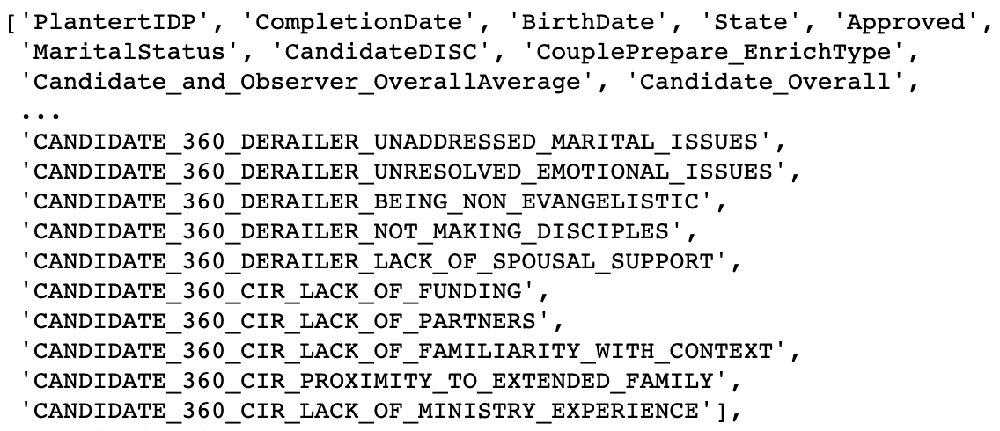 ['PlantertIDP', 'CompletionDate', 'BirthDate', 'State', 'Approved',
'MaritalStatus', 'CandidateDISC', 'CouplePrepare_EnrichType',
'Candidate_and_Observer_OverallAverage', 'Candidate_Overall',
...
'CANDIDATE_360_DERAILER_UNADDRESSED_MARITAL_ISSUES',
'CANDIDATE_360_DERAILER_UNRESOLVED_EMOTIONAL_ISSUES',
'CANDIDATE_360_DERAILER_BEING_NON_EVANGELISTIC',
'CANDIDATE_360_DERAILER_NOT_MAKING_DISCIPLES',
'CANDIDATE_360_DERAILER_LACK_OF_SPOUSAL_SUPPORT',
'CANDIDATE_360_CIR_LACK_OF_FUNDING',
'CANDIDATE_360_CIR_LACK_OF_PARTNERS',
'CANDIDATE_360_CIR_LACK_OF_FAMILIARITY_WITH_CONTEXT',
'CANDIDATE_360_CIR_PROXIMITY_TO_EXTENDED_FAMILY',
'CANDIDATE_360_CIR_LACK_OF_MINISTRY_EXPERIENCE'],